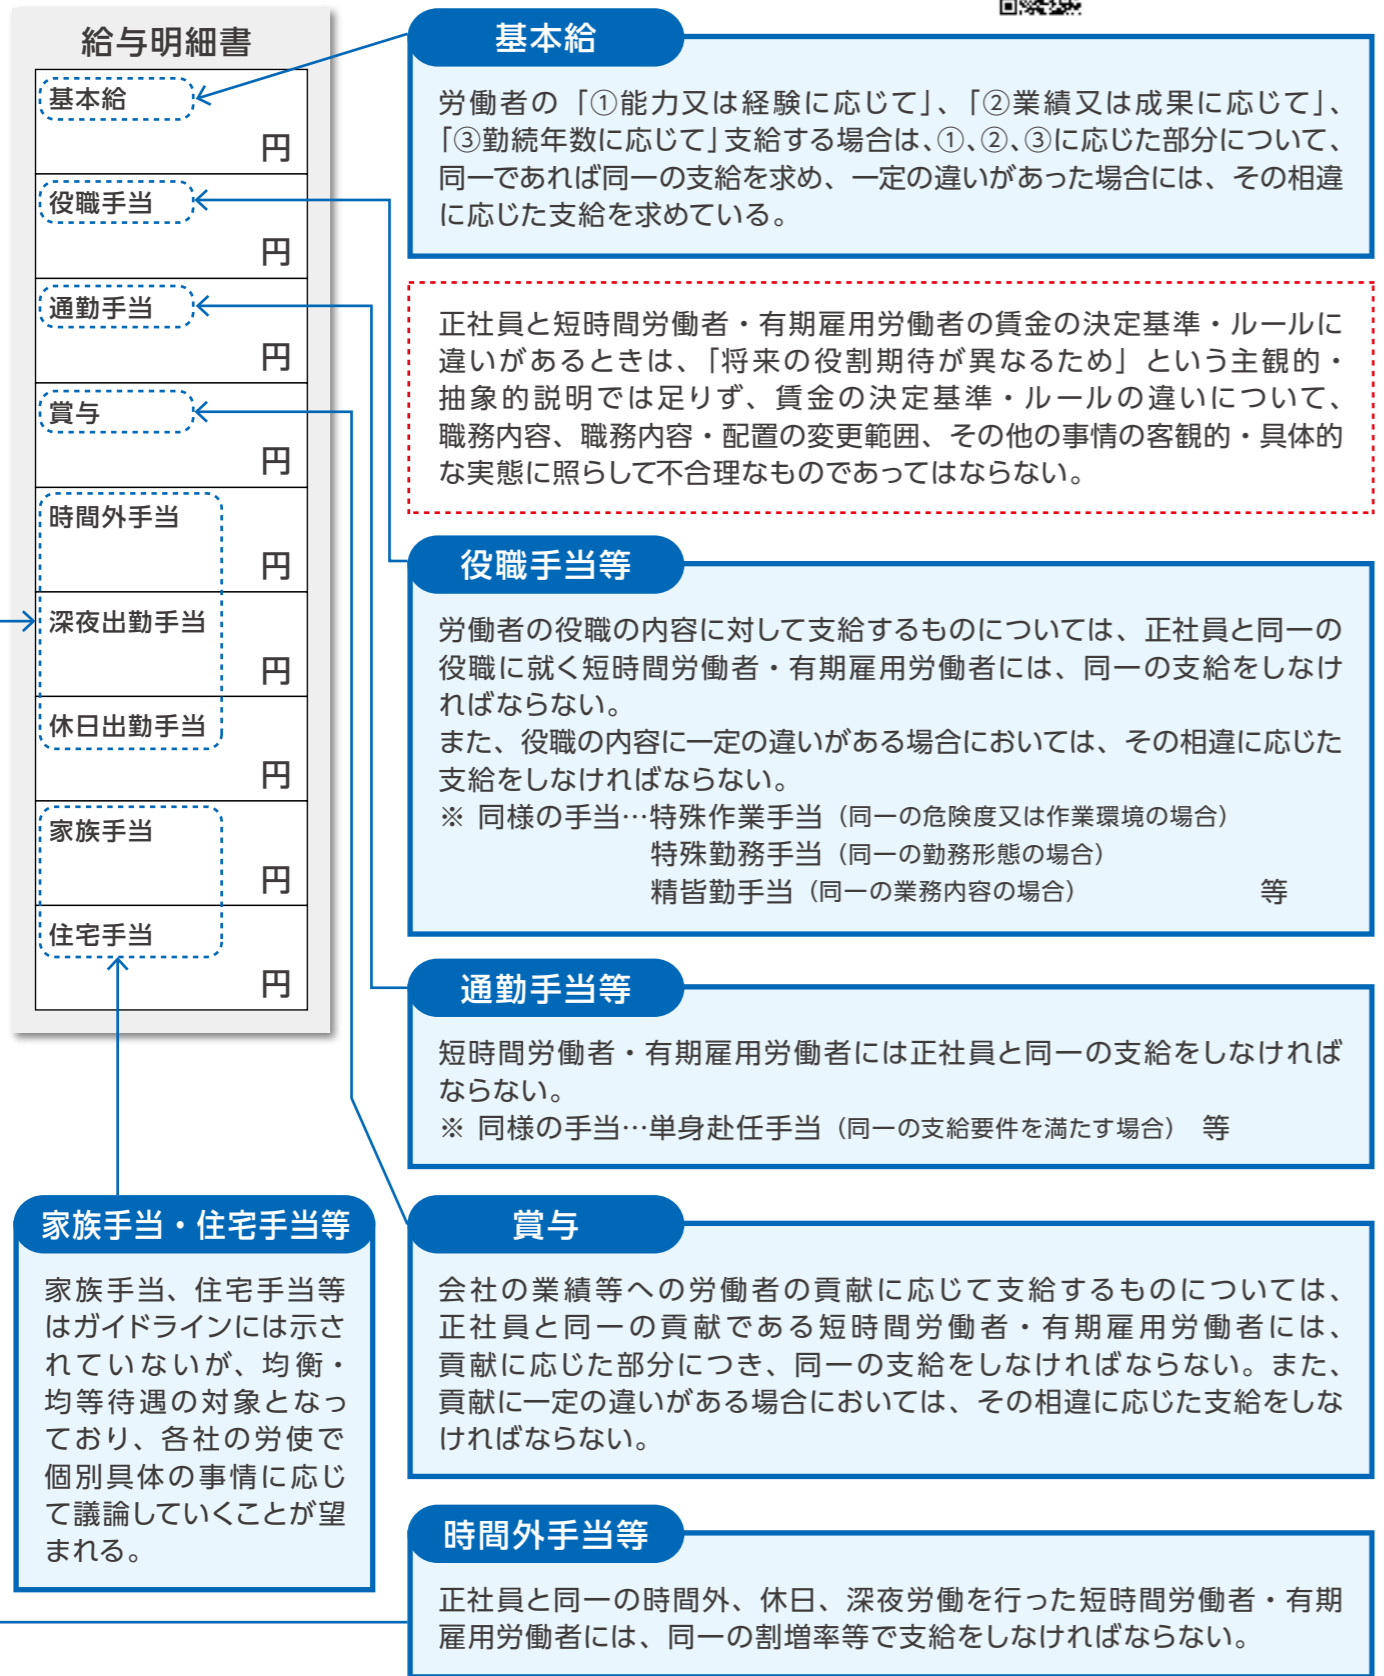 給与明細書
基本給
円
役職手当
円
通勤手当
円
賞与
円
時間外手当
円
深夜出勤手当
円
休日出勤手当
円
家族手当
円
住宅手当
円
基本給
労働者の「①能力又は経験に応じて」、「②業績又は成果に応じて」、
「③勤続年数に応じて」支給する場合は、①、②、③に応じた部分について、
同一であれば同一の支給を求め、一定の違いがあった場合には、その相違
に応じた支給を求めている。
正社員と短時間労働者・有期雇用労働者の賃金の決定基準・ルールに
違いがあるときは、「将来の役割期待が異なるため」という主観的・
抽象的説明では足りず、賃金の決定基準・ルールの違いについて、
職務内容、職務内容・配置の変更範囲、その他の事情の客観的・具体的
な実態に照らして不合理なものであってはならない。
役職手当等
労働者の役職の内容に対して支給するものについては、正社員と同一の
役職に就く短時間労働者・有期雇用労働者には、同一の支給をしなけ
ればならない。
また、役職の内容に一定の違いがある場合においては、その相違に応じた
支給をしなければならない。
※ 同様の手当…特殊作業手当（同一の危険度又は作業環境の場合）
特殊勤務手当（同一の勤務形態の場合）
精皆勤手当（同一の業務内容の場合） 等
通勤手当等
短時間労働者・有期雇用労働者には正社員と同一の支給をしなければ
ならない。
※ 同様の手当…単身赴任手当（同一の支給要件を満たす場合） 等
家族手当・住宅手当等
家族手当、住宅手当等
はガイドラインには示さ
れていないが、均衡・
均等待遇の対象となっ
ており、各社の労使で
個別具体の事情に応じ
て議論していくことが望
まれる。
賞与
会社の業績等への労働者の貢献に応じて支給するものについては、
正社員と同一の貢献である短時間労働者・有期雇用労働者には、
貢献に応じた部分につき、同一の支給をしなければならない。また、
貢献に一定の違いがある場合においては、その相違に応じた支給をしな
ければならない。
時間外手当等
正社員と同一の時間外、休日、深夜労働を行った短時間労働者・有期
雇用労働者には、同一の割増率等で支給をしなければならない。